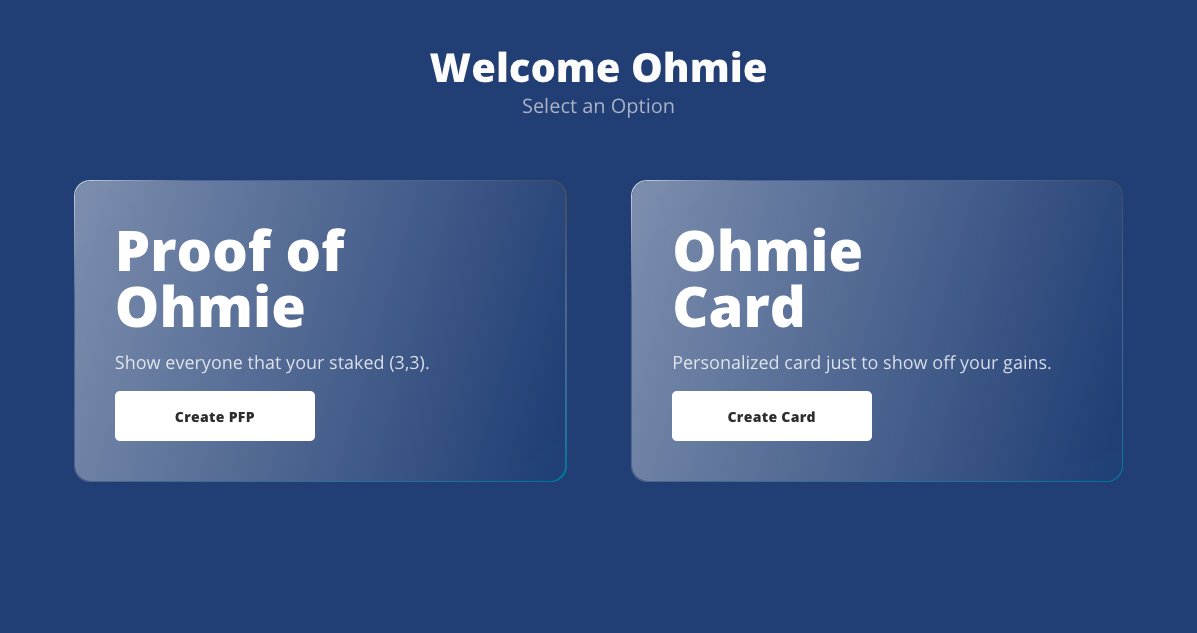 Welcome Ohmie
Select an Option
Proof of
Ohmie
Show everyone that your staked (3,3).
Create PFP
Ohmie
Card
Personalized card just to show off your gains.
Create Card